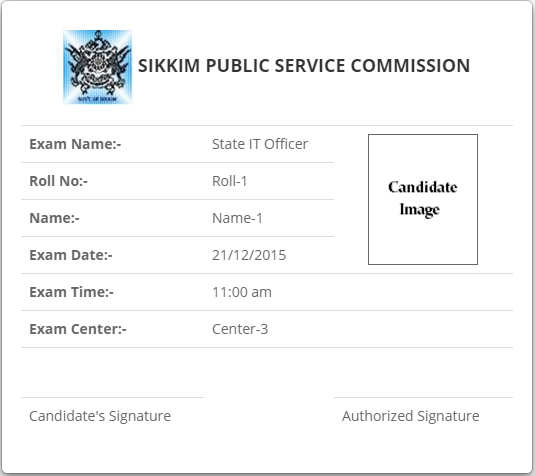 GOVT. OF SIKKIM
SIKKIM PUBLIC SERVICE COMMISSION
Exam Name:- State IT Officer
Roll No:- Roll-1
Name:- Name-1
Exam Date:- 21/12/2015
Exam Time:- 11:00 am
Exam Center:- Center-3
Candidate
Image
Candidate's Signature Authorized Signature